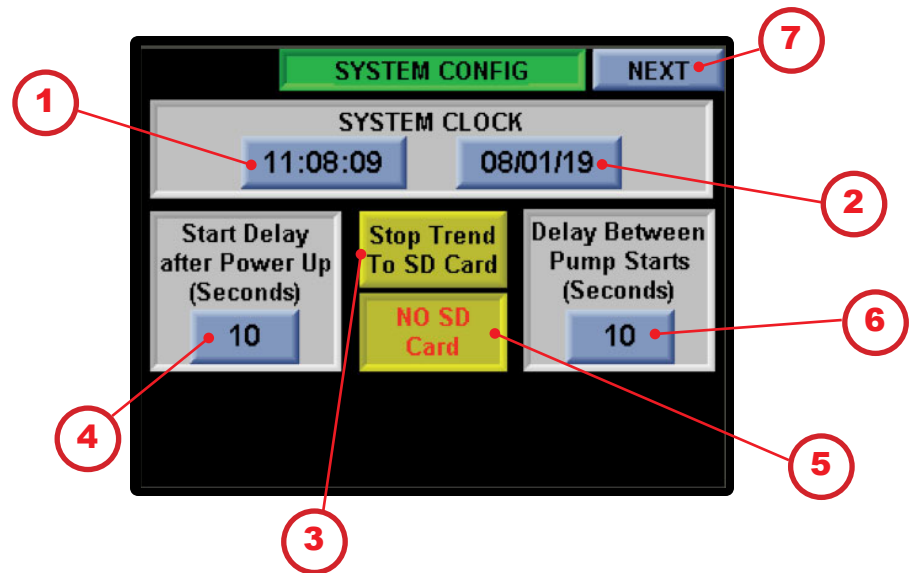 7
SYSTEM CONFIG
NEXT
1
SYSTEM CLOCK
11:08:09
08/01/19
2
Start Delay
after Power Up
(Seconds)
10
Stop Trend
To SD Card
NO SD
Card
Delay Between
Pump Starts
(Seconds)
10
6
4
5
3